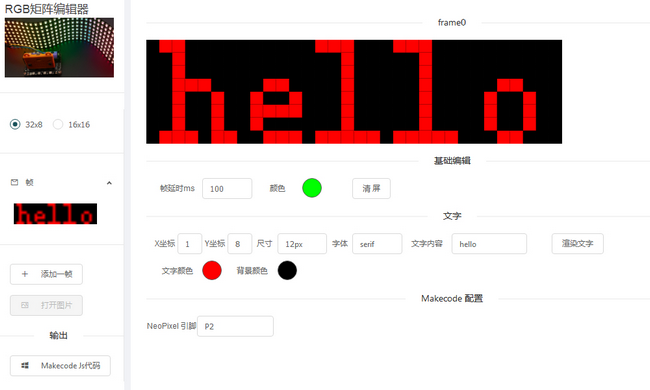 RGB矩阵编辑器
32x8
16x16
帧
hello
添加一帧
打开图片
输出
Makecode Js代码
frame0
hello
基础编辑
帧延时ms 100 颜色 清 屏
文字
X坐标 1 Y坐标 8 尺寸 12px 字体 serif 文字内容 hello 渲染文字
文字颜色 背景颜色
Makecode 配置
NeoPixel 引脚 P2